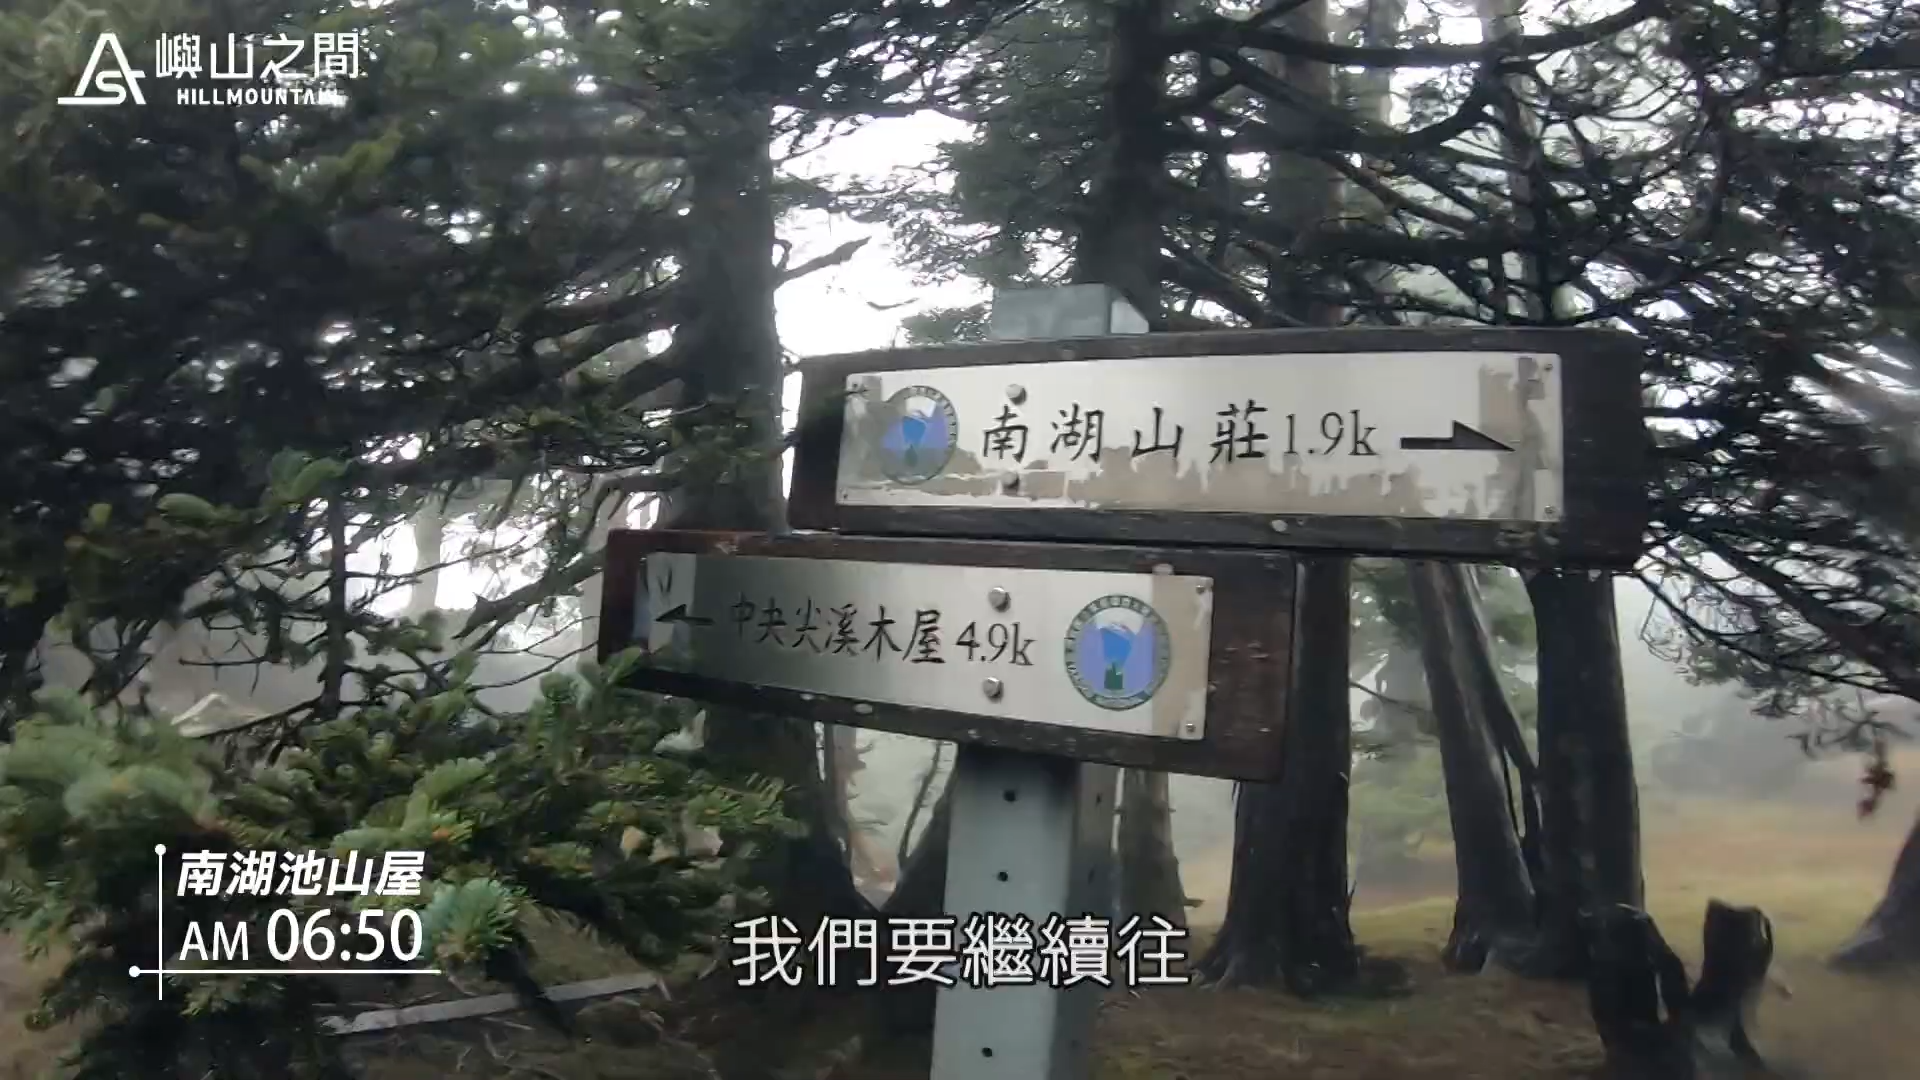 嶼山之間
HILLMOUNTAIN
南湖山莊1.9k
中央尖溪木屋4.9k
南湖池山屋
AM 06:50
我們要繼續往